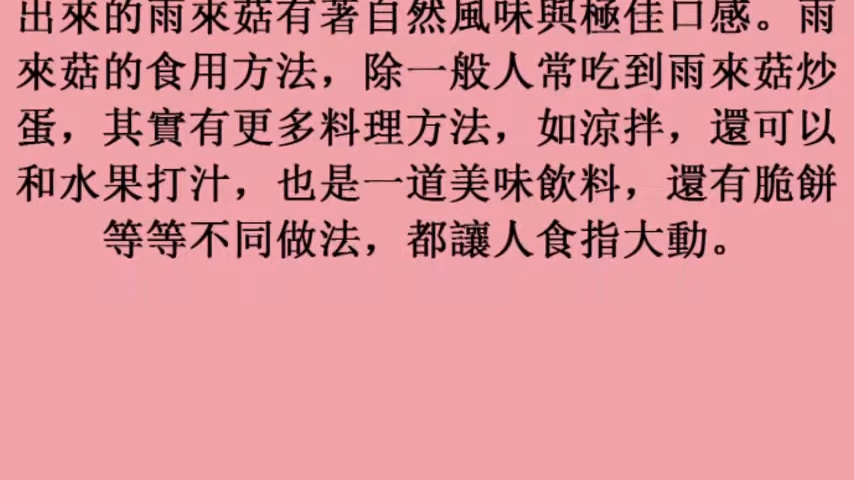 出來的雨來菇有著自然風味與極佳口感。雨
來菇的食用方法，除一般人常吃到雨來菇炒
蛋，其實有更多料理方法，如涼拌，還可以
和水果打汁，也是一道美味飲料，還有脆餅
等等不同做法，都讓人食指大動。